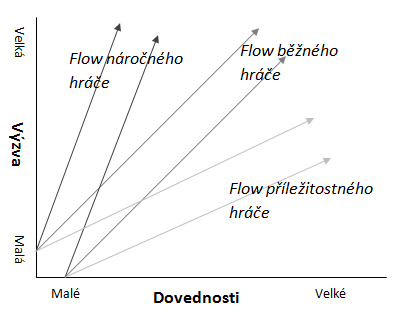 Velká
Flow náročného
hráče
Flow běžného
hráče
Výzva
Flow příležitostného
hráče
Malá
Malé
Dovednosti
Velké